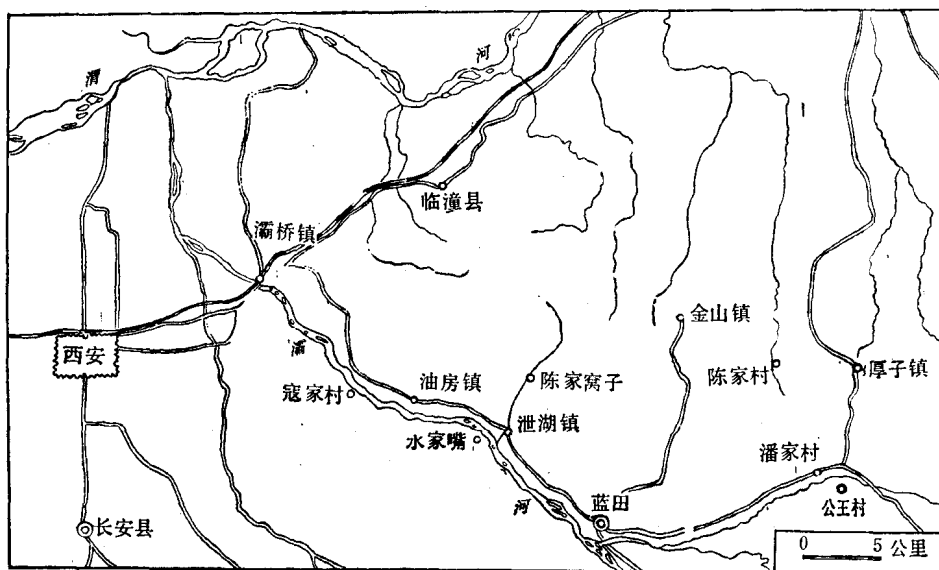 渭
河
临潼县
灞桥镇
金山镇
西安
灞
寇家村
油房镇
陈家窝子
陈家村
厚子镇
水家嘴
泄湖镇
潘家村
河
蓝田
公王村
长安县
0 5 公里